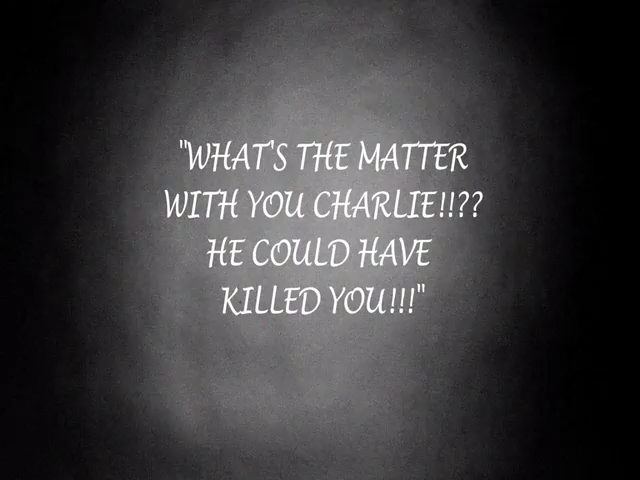 "WHAT'S THE MATTER
WITH YOU CHARLIE!!??
HE COULD HAVE
KILLED YOU!!!"